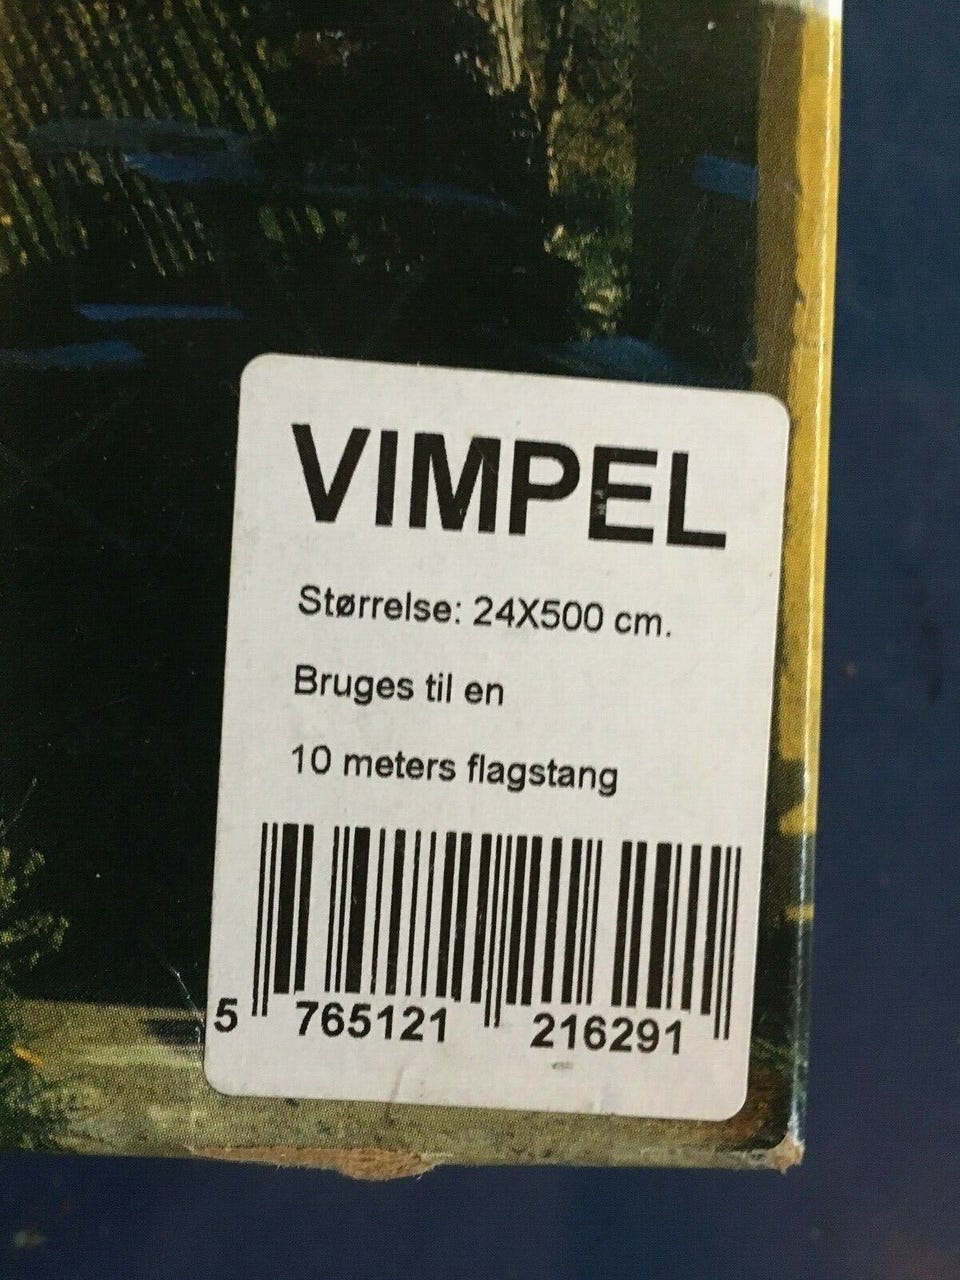 VIMPEL
Størrelse: 24X500 cm.
Bruges til en
10 meters flagstang
5 765121 216291